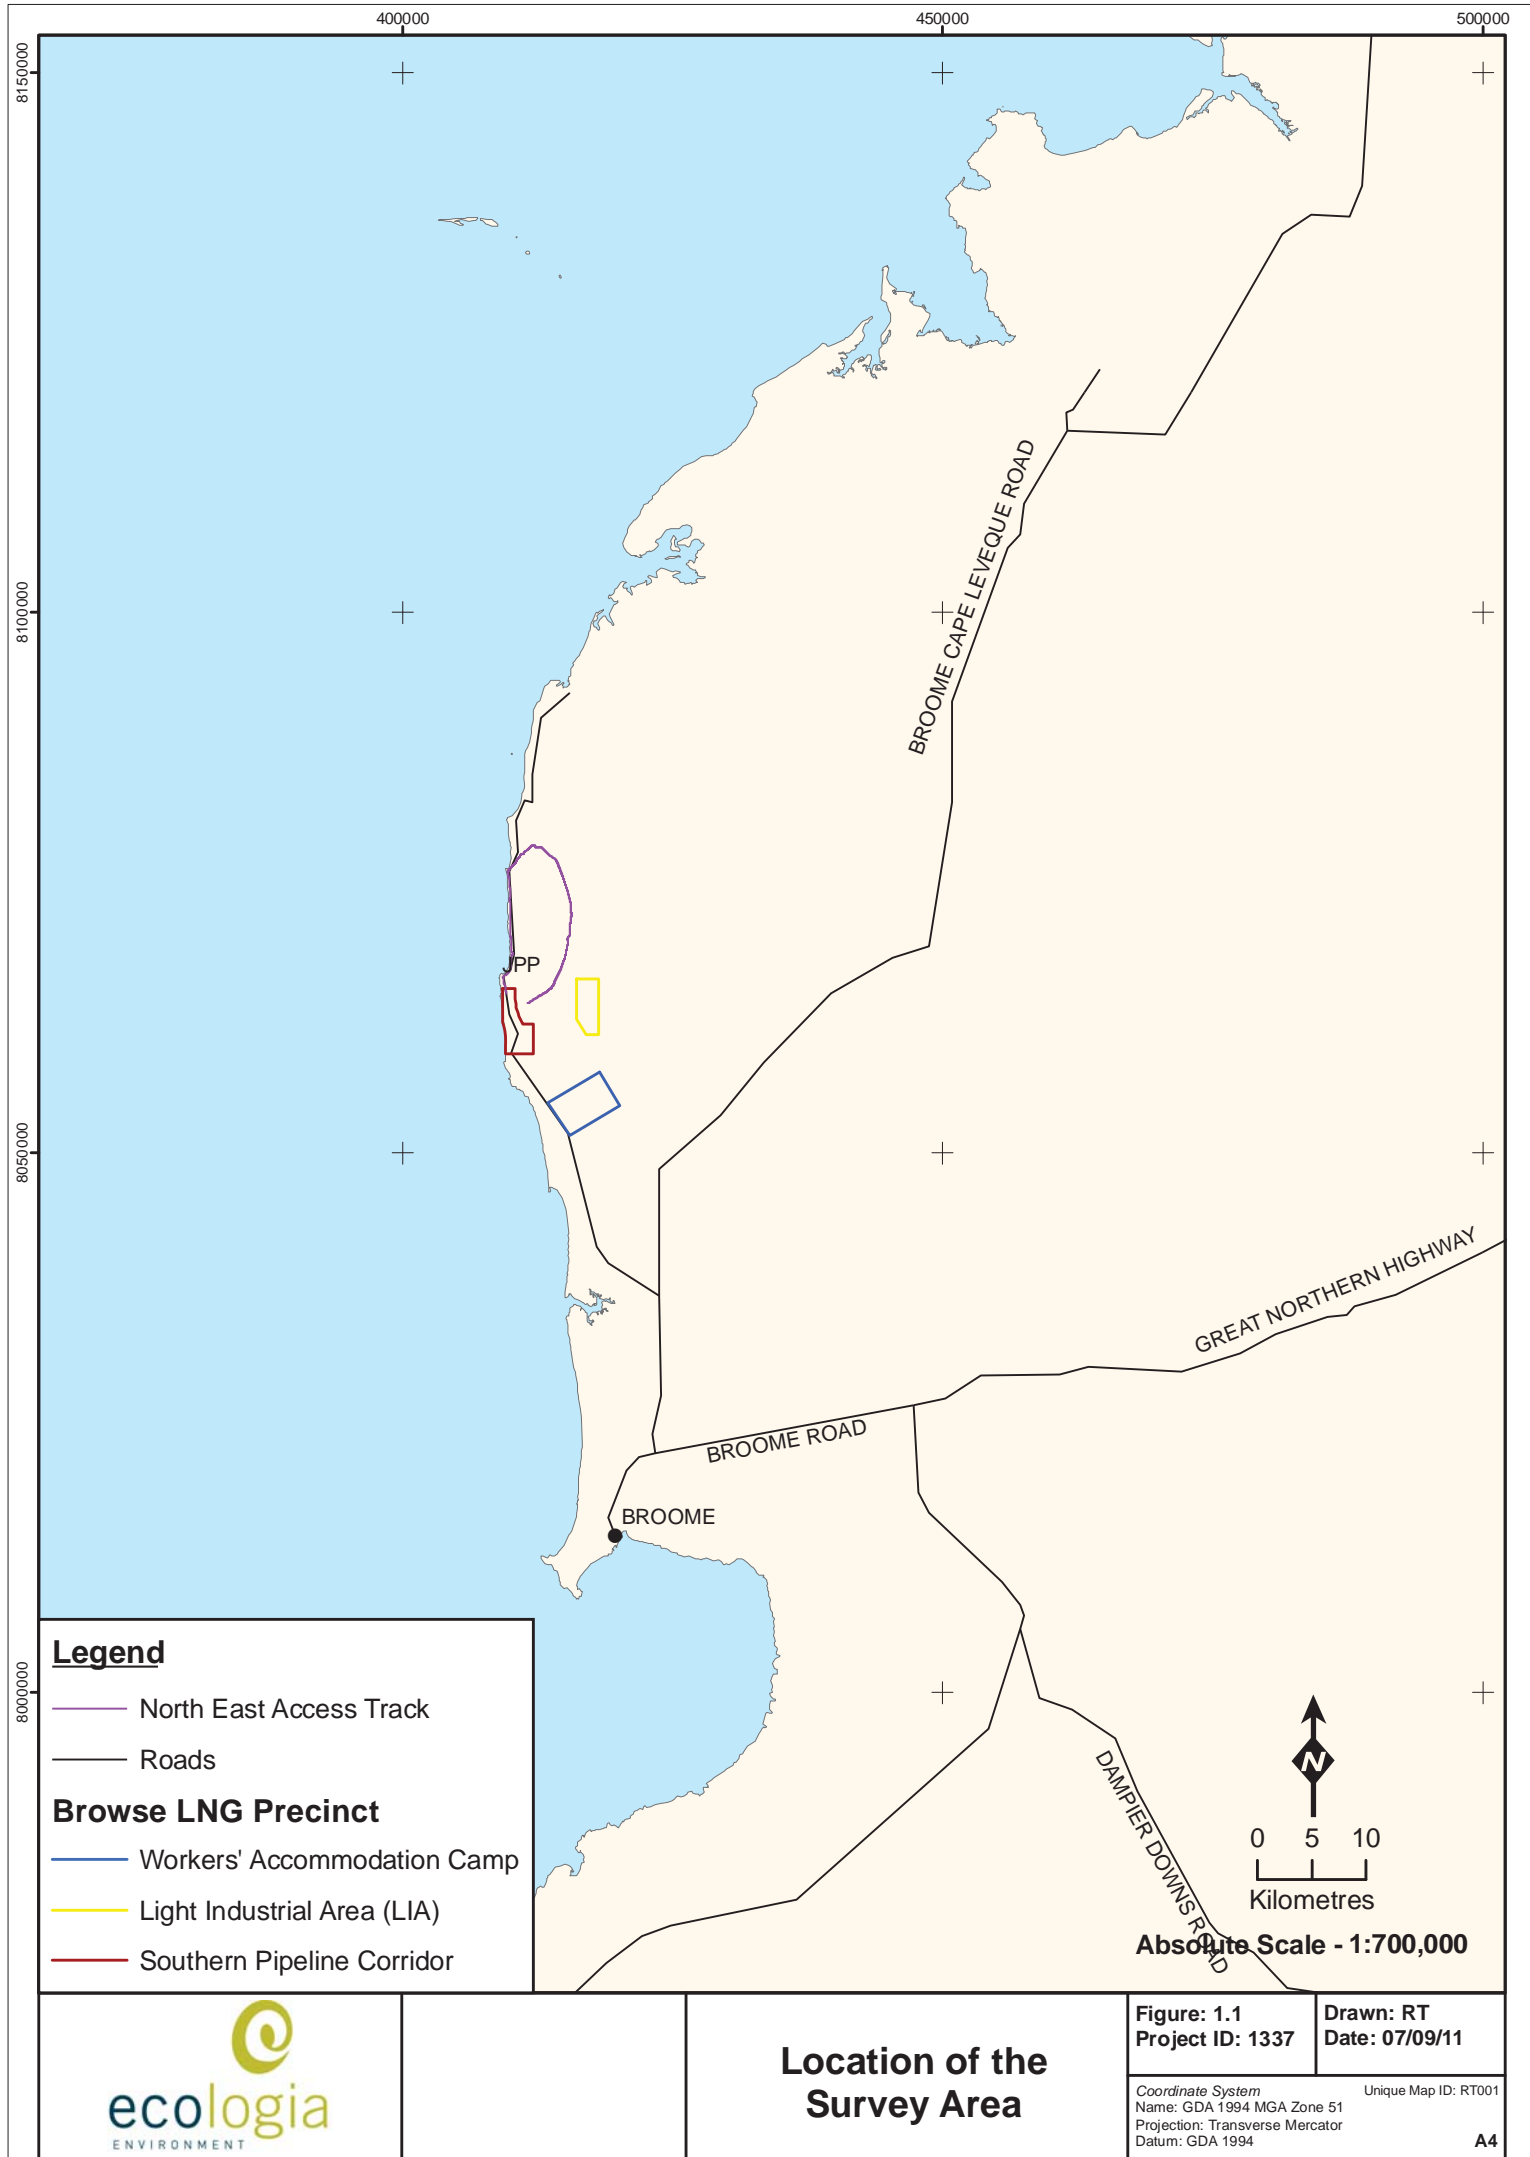 400000
450000
500000
8150000
8100000
8050000
8000000
BROOME CAPE LEVEQUE ROAD
JPP
GREAT NORTHERN HIGHWAY
BROOME ROAD
BROOME
DAMPIER DOWNS ROAD
Legend
North East Access Track
Roads
Browse LNG Precinct
Workers' Accommodation Camp
Light Industrial Area (LIA)
Southern Pipeline Corridor
N
0 5 10
Kilometres
Absolute Scale - 1:700,000
ecologia
ENVIRONMENT
Location of the
Survey Area
Figure: 1.1
Project ID: 1337
Drawn: RT
Date: 07/09/11
Coordinate System
Name: GDA 1994 MGA Zone 51
Projection: Transverse Mercator
Datum: GDA 1994
Unique Map ID: RT001
A4